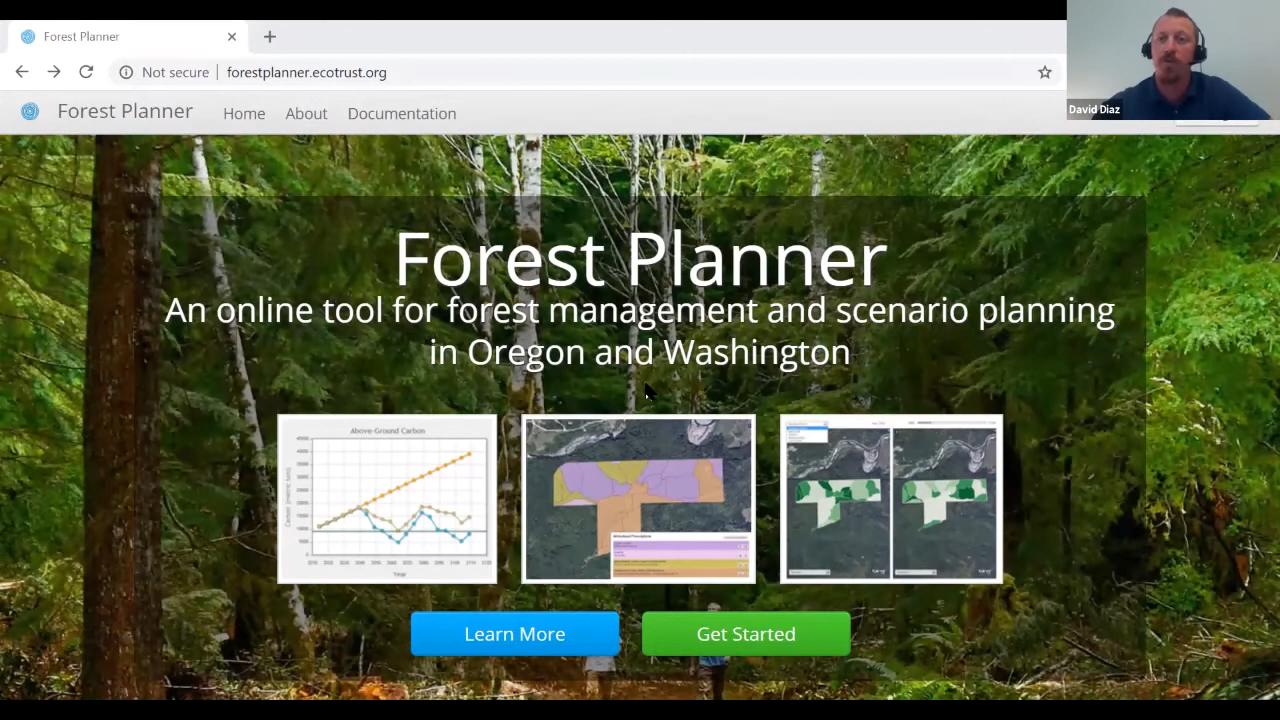 Forest Planner
Not secure
forestplanner.ecotrust.org
David Diaz
Forest Planner
Home
About
Documentation
Forest Planner
An online tool for forest management and scenario planning
in Oregon and Washington
Above-Ground Carbon
Learn More
Get Started